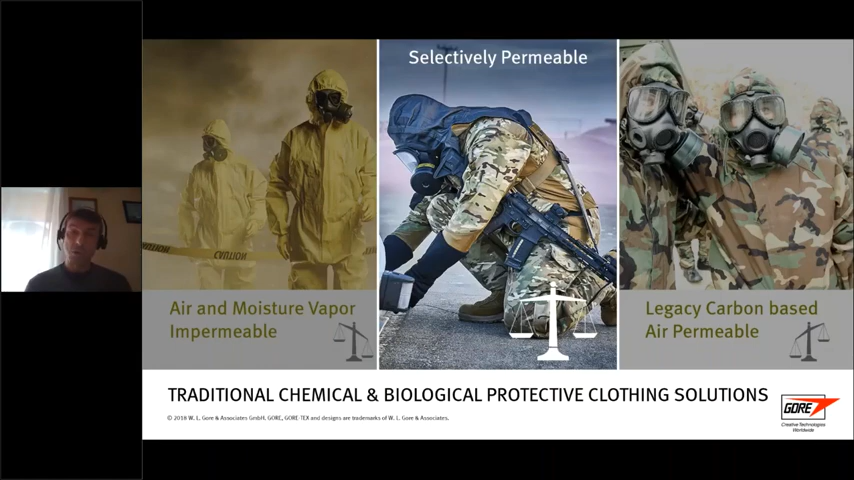 Selectively Permeable
CAUTION
CAUTION
Air and Moisture Vapor
Impermeable
Legacy Carbon based
Air Permeable
TRADITIONAL CHEMICAL & BIOLOGICAL PROTECTIVE CLOTHING SOLUTIONS
© 2018 W. L. Gore & Associates GmbH. GORE, GORE-TEX and designs are trademarks of W. L. Gore & Associates.
GORE
Creative Technologies
Worldwide